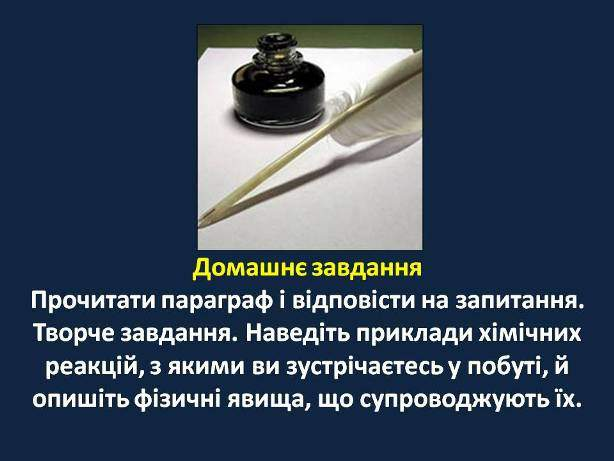 Домашнє завдання
Прочитати параграф і відповісти на запитання.
Творче завдання. Наведіть приклади хімічних
реакцій, з якими ви зустрічаєтесь у побуті, й
опишіть фізичні явища, що супроводжують їх.